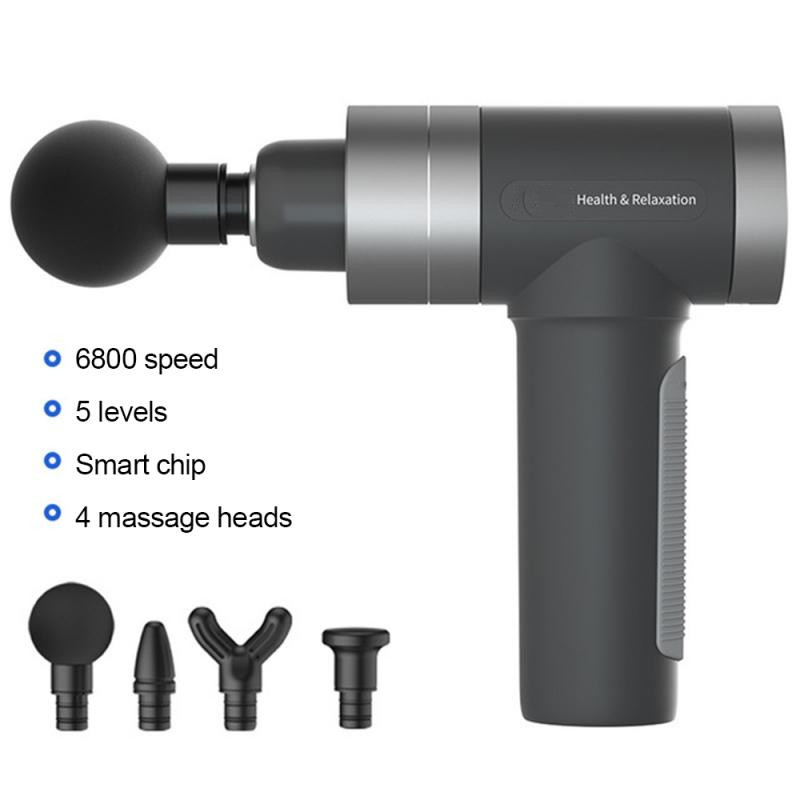 Health & Relaxation
6800 speed
5 levels
Smart chip
4 massage heads